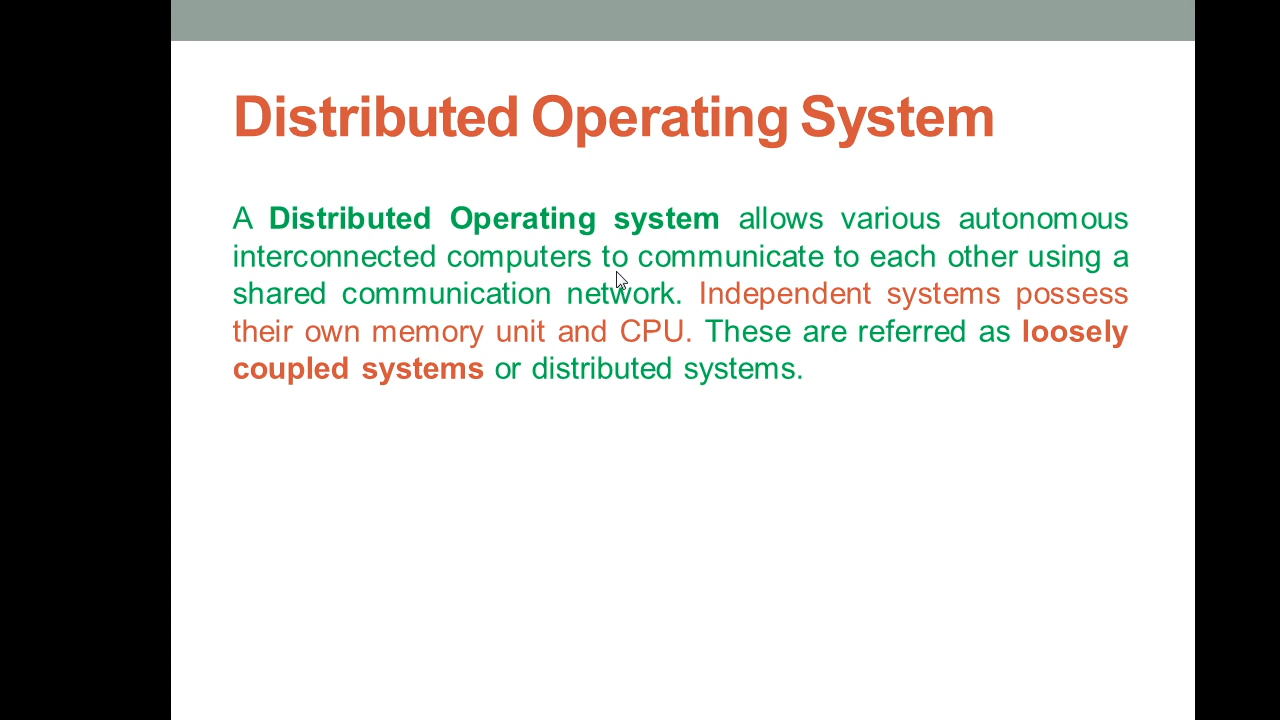 Distributed Operating System
A Distributed Operating system allows various autonomous
interconnected computers to communicate to each other using a
shared communication network. Independent systems possess
their own memory unit and CPU. These are referred as loosely
coupled systems or distributed systems.